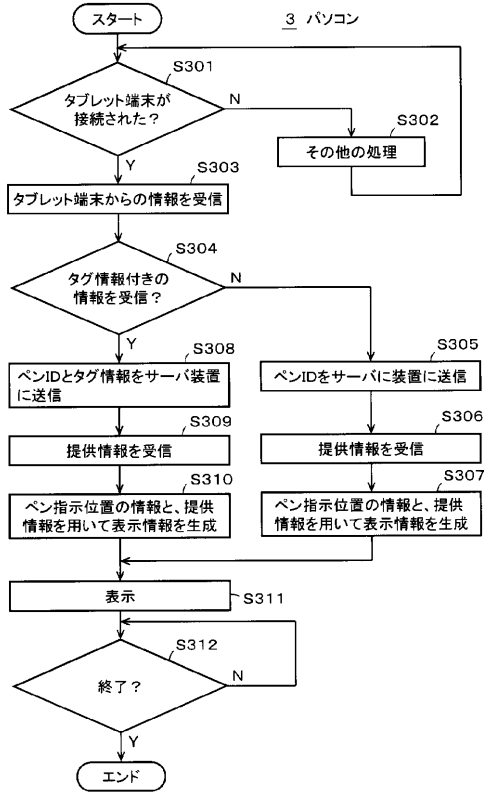 スタート
3 パソコン
S301
タブレット端末が
接続された?
N
S302
その他の処理
Y
S303
タブレット端末からの情報を受信
S304
タグ情報付きの
情報を受信?
N
Y
S308
ペンIDとタグ情報をサーバ装置
に送信
S305
ペンIDをサーバに装置に送信
S309
提供情報を受信
S306
提供情報を受信
S310
ペン指示位置の情報と、提供
情報を用いて表示情報を生成
S307
ペン指示位置の情報と、提供
情報を用いて表示情報を生成
表示
S311
S312
終了?
N
Y
エンド